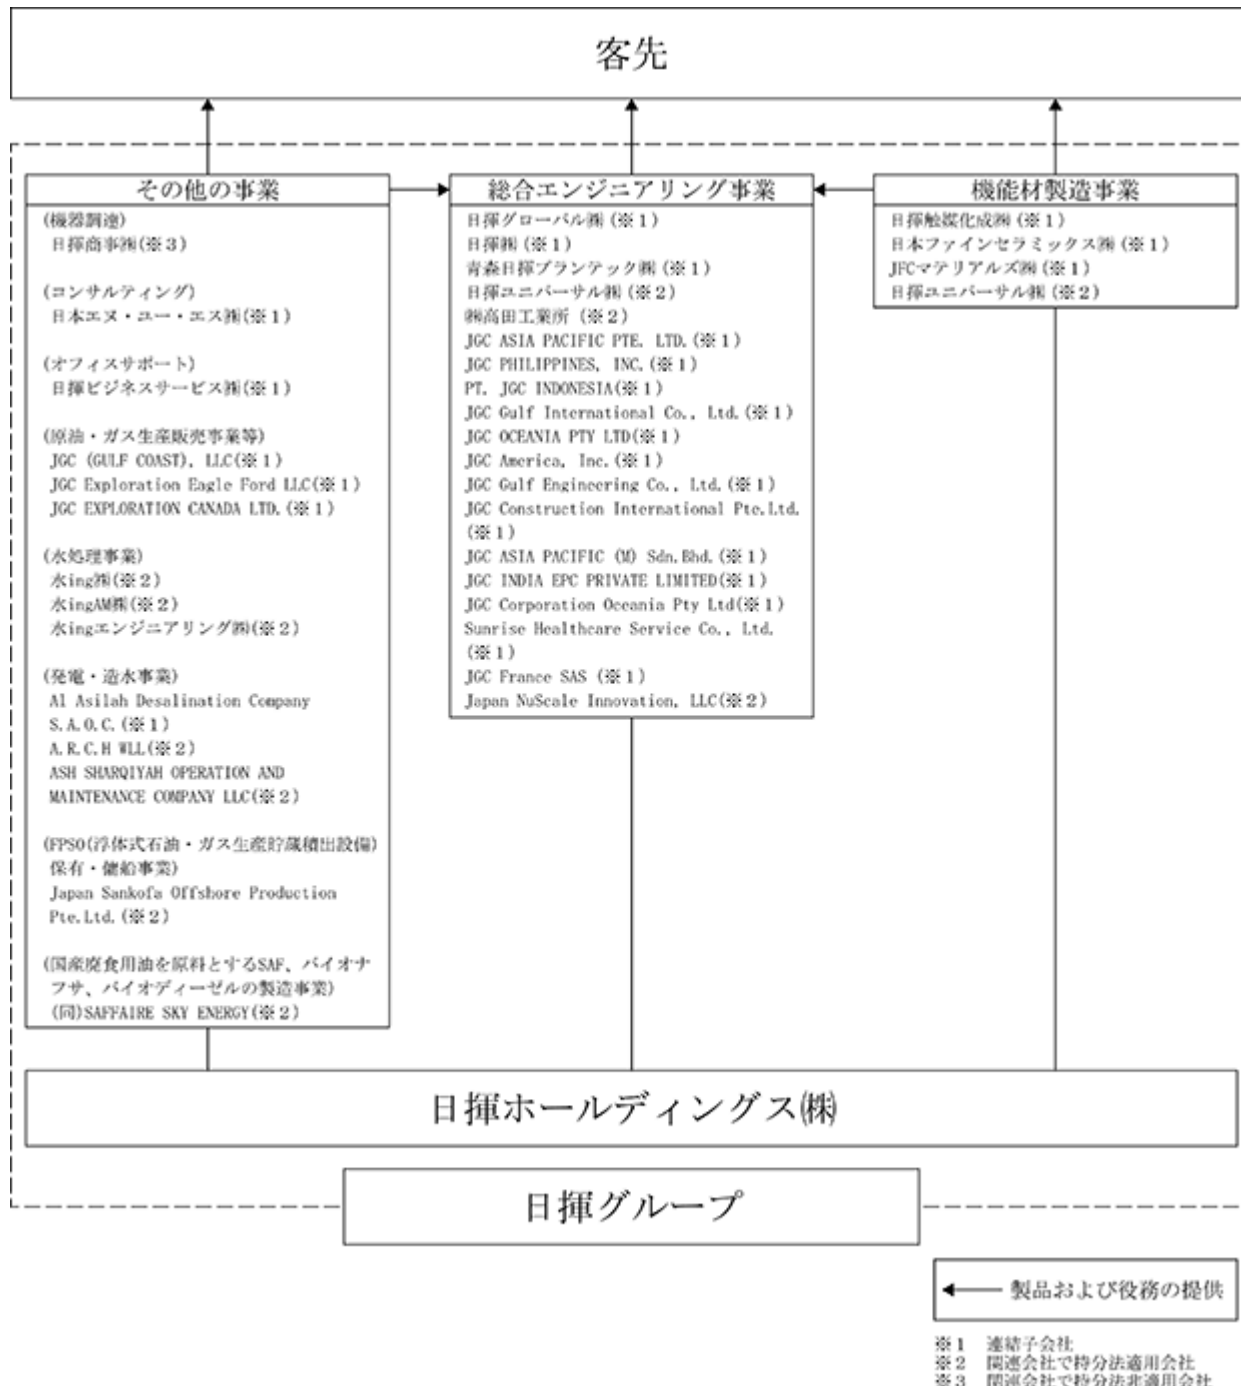 客先
その他の事業
(機器調達)
日揮商事㈱(※3)
(コンサルティング)
日本エヌ・ユー・エス㈱(※1)
(オフィスサポート)
日揮ビジネスサービス㈱(※1)
(原油・ガス生産販売事業等)
JGC (GULF COAST), LLC(※1)
JGC Exploration Eagle Ford LLC(※1)
JGC EXPLORATION CANADA LTD.(※1)
(水処理事業)
水ing㈱(※2)
水ingAM㈱(※2)
水ingエンジニアリング㈱(※2)
(発電・造水事業)
Al Asilah Desalination Company
S.A.O.C.(※1)
A.R.C.H WLL(※2)
ASH SHARQIYAH OPERATION AND
MAINTENANCE COMPANY LLC(※2)
(FPSO(浮体式石油・ガス生産貯蔵積出設備)
保有・傭船事業)
Japan Sankofa Offshore Production
Pte.Ltd.(※2)
(国産廃食用油を原料とするSAF、バイオナ
フサ、バイオディーゼルの製造事業)
(同)SAFFAIRE SKY ENERGY(※2)
総合エンジニアリング事業
日揮グローバル㈱(※1)
日揮㈱(※1)
青森日揮プランテック㈱(※1)
日揮ユニバーサル㈱(※2)
㈱高田工業所 (※2)
JGC ASIA PACIFIC PTE. LTD.(※1)
JGC PHILIPPINES, INC.(※1)
PT. JGC INDONESIA(※1)
JGC Gulf International Co., Ltd.(※1)
JGC OCEANIA PTY LTD(※1)
JGC America, Inc.(※1)
JGC Gulf Engineering Co., Ltd.(※1)
JGC Construction International Pte.Ltd.
(※1)
JGC ASIA PACIFIC (M) Sdn.Bhd.(※1)
JGC INDIA EPC PRIVATE LIMITED(※1)
JGC Corporation Oceania Pty Ltd(※1)
Sunrise Healthcare Service Co., Ltd.
(※1)
JGC France SAS (※1)
Japan NuScale Innovation, LLC(※2)
機能材製造事業
日揮触媒化成㈱(※1)
日本ファインセラミックス㈱(※1)
JFCマテリアルズ㈱(※1)
日揮ユニバーサル㈱(※2)
日揮ホールディングス㈱
日揮グループ
製品および役務の提供
※1 連結子会社
※2 関連会社で持分法適用会社
※3 関連会社で持分法非適用会社